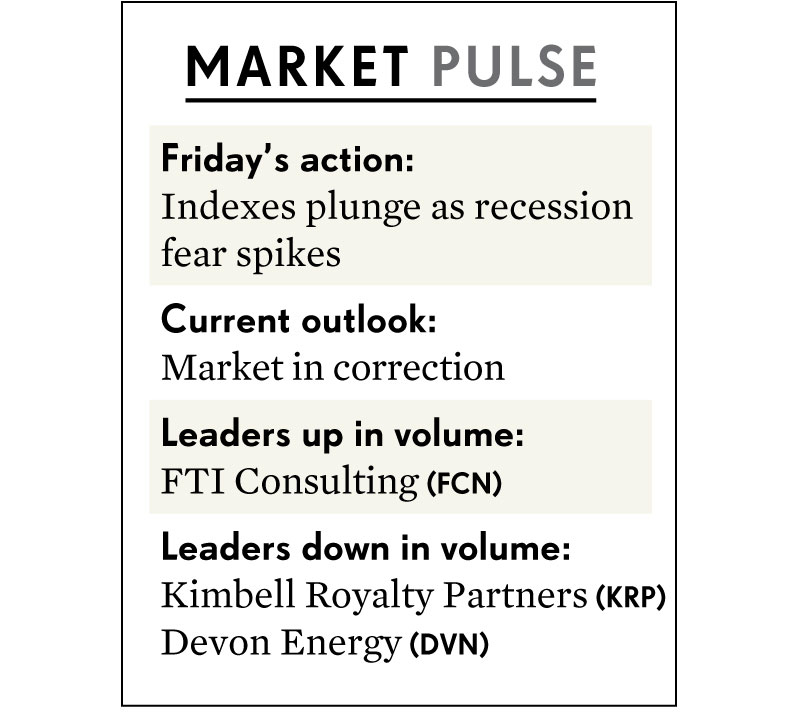 MARKET PULSE
Friday’s action:
Indexes plunge as recession
fear spikes
Current outlook:
Market in correction
Leaders up in volume:
FTI Consulting (FCN)
Leaders down in volume:
Kimbell Royalty Partners (KRP)
Devon Energy (DVN)